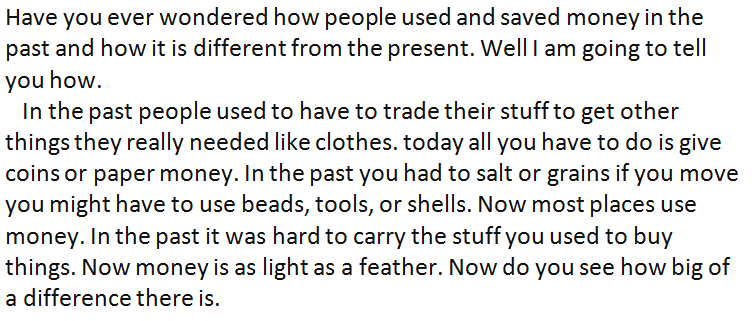 Have you ever wondered how people used and saved money in the
past and how it is different from the present. Well I am going to tell
you how.
In the past people used to have to trade their stuff to get other
things they really needed like clothes. today all you have to do is give
coins or paper money. In the past you had to salt or grains if you move
you might have to use beads, tools, or shells. Now most places use
money. In the past it was hard to carry the stuff you used to buy
things. Now money is as light as a feather. Now do you see how big of
a difference there is.